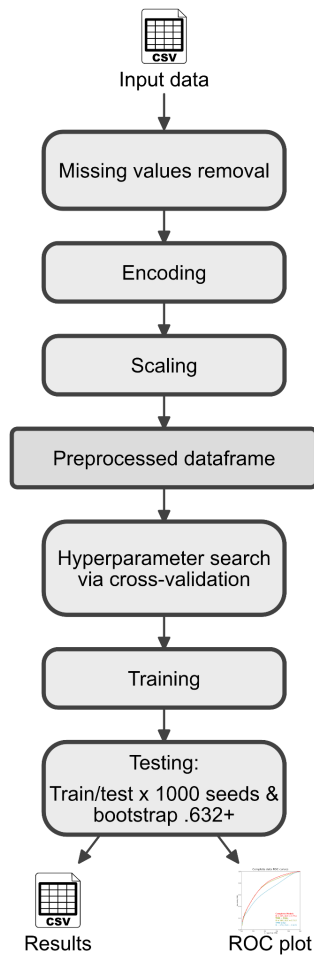 CSV
Input data
Missing values removal
Encoding
Scaling
Preprocessed dataframe
Hyperparameter search
via cross-validation
Training
Testing:
Train/test x 1000 seeds &
bootstrap .632+
CSV
Results
ROC plot